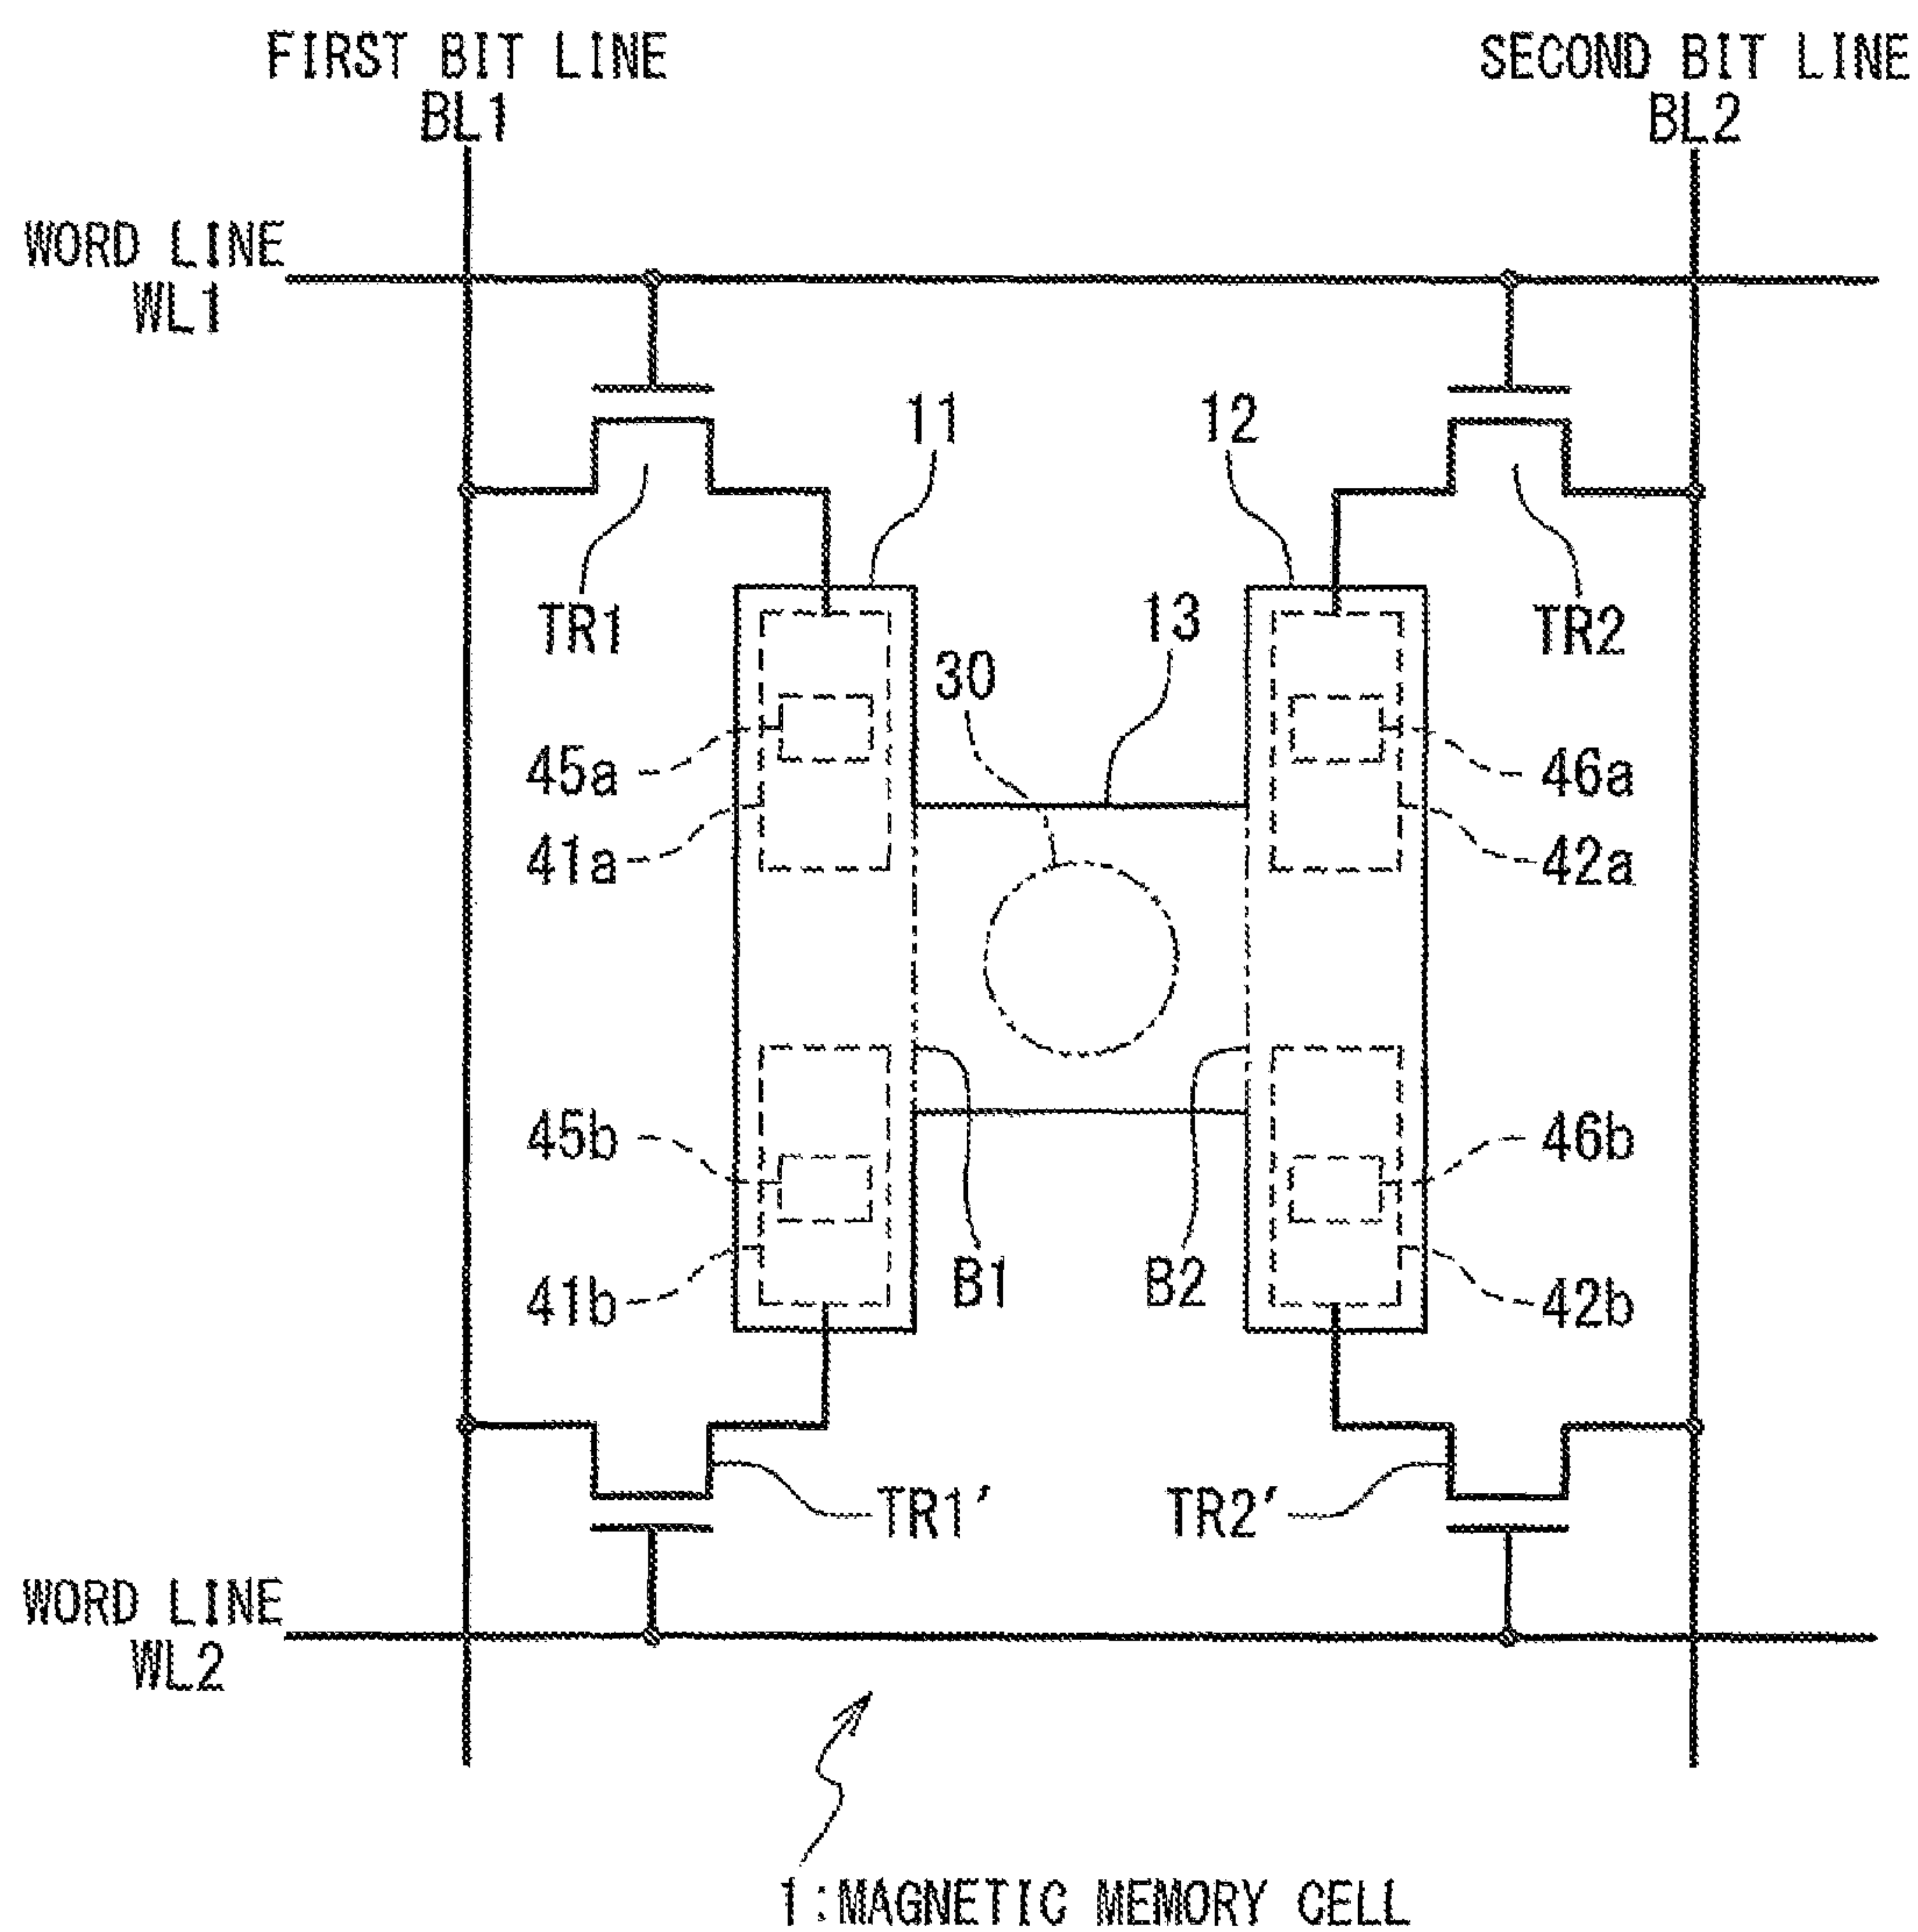 FIRST BIT LINE
BL1
SECOND BIT LINE
BL2
WORD LINE
WL1
11
12
TR1
TR2
13
30
45a
46a
41a
42a
45b
46b
B1
B2
41b
42b
TR1′
TR2′
WORD LINE
WL2
1:MAGNETIC MEMORY CELL